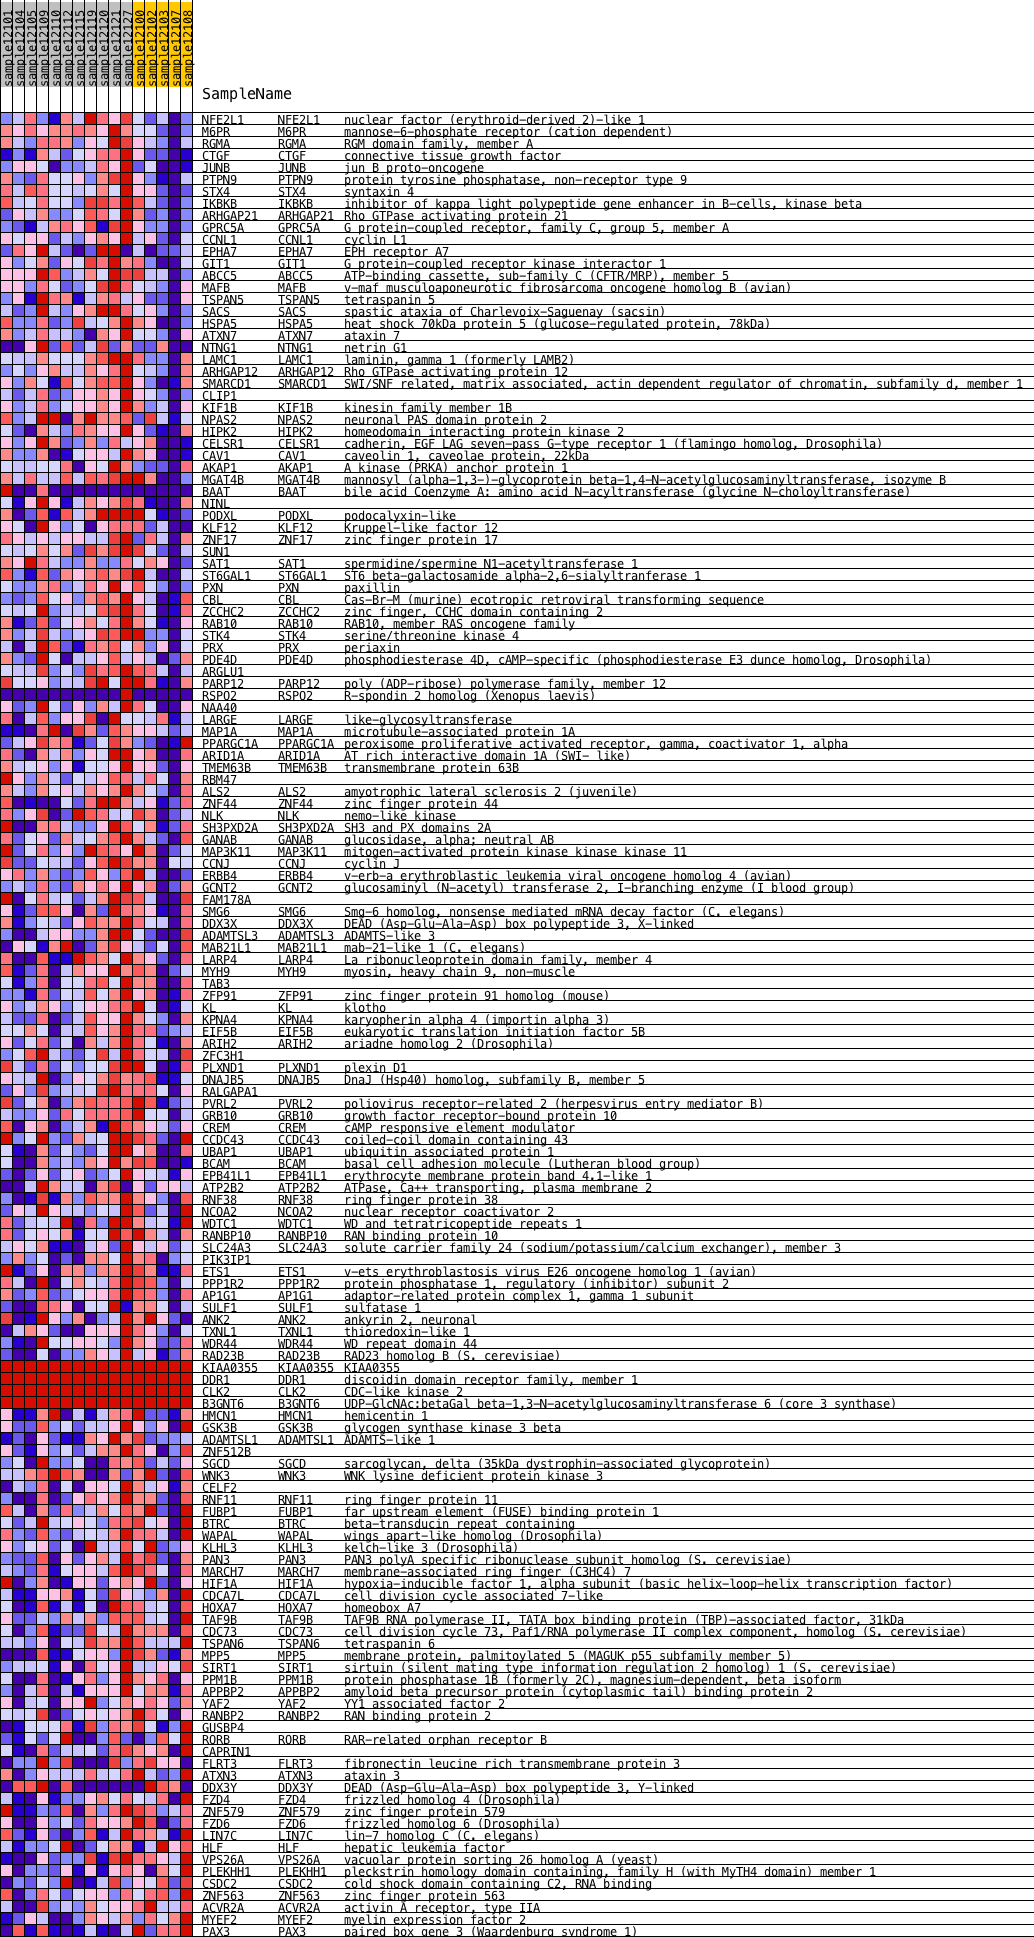 sample12101
sample12104
sample12105
sample12109
sample12110
sample12112
sample12115
sample12119
sample12120
sample12121
sample12127
sample12100
sample12102
sample12103
sample12107
sample12108
SampleName
NFE2L1 NFE2L1 nuclear factor (erythroid-derived 2)-like 1
M6PR M6PR mannose-6-phosphate receptor (cation dependent)
RGMA RGMA RGM domain family, member A
CTGF CTGF connective tissue growth factor
JUNB JUNB jun B proto-oncogene
PTPN9 PTPN9 protein tyrosine phosphatase, non-receptor type 9
STX4 STX4 syntaxin 4
IKBKB IKBKB inhibitor of kappa light polypeptide gene enhancer in B-cells, kinase beta
ARHGAP21 ARHGAP21 Rho GTPase activating protein 21
GPRC5A GPRC5A G protein-coupled receptor, family C, group 5, member A
CCNL1 CCNL1 cyclin L1
EPHA7 EPHA7 EPH receptor A7
GIT1 GIT1 G protein-coupled receptor kinase interactor 1
ABCC5 ABCC5 ATP-binding cassette, sub-family C (CFTR/MRP), member 5
MAFB MAFB v-maf musculoaponeurotic fibrosarcoma oncogene homolog B (avian)
TSPAN5 TSPAN5 tetraspanin 5
SACS SACS spastic ataxia of Charlevoix-Saguenay (sacsin)
HSPA5 HSPA5 heat shock 70kDa protein 5 (glucose-regulated protein, 78kDa)
ATXN7 ATXN7 ataxin 7
NTNG1 NTNG1 netrin G1
LAMC1 LAMC1 laminin, gamma 1 (formerly LAMB2)
ARHGAP12 ARHGAP12 Rho GTPase activating protein 12
SMARCD1 SMARCD1 SWI/SNF related, matrix associated, actin dependent regulator of chromatin, subfamily d, member 1
CLIP1
KIF1B KIF1B kinesin family member 1B
NPAS2 NPAS2 neuronal PAS domain protein 2
HIPK2 HIPK2 homeodomain interacting protein kinase 2
CELSR1 CELSR1 cadherin, EGF LAG seven-pass G-type receptor 1 (flamingo homolog, Drosophila)
CAV1 CAV1 caveolin 1, caveolae protein, 22kDa
AKAP1 AKAP1 A kinase (PRKA) anchor protein 1
MGAT4B MGAT4B mannosyl (alpha-1,3-)-glycoprotein beta-1,4-N-acetylglucosaminyltransferase, isozyme B
BAAT BAAT bile acid Coenzyme A: amino acid N-acyltransferase (glycine N-choloyltransferase)
NINL
PODXL PODXL podocalyxin-like
KLF12 KLF12 Kruppel-like factor 12
ZNF17 ZNF17 zinc finger protein 17
SUN1
SAT1 SAT1 spermidine/spermine N1-acetyltransferase 1
ST6GAL1 ST6GAL1 ST6 beta-galactosamide alpha-2,6-sialyltranferase 1
PXN PXN paxillin
CBL CBL Cas-Br-M (murine) ecotropic retroviral transforming sequence
ZCCHC2 ZCCHC2 zinc finger, CCHC domain containing 2
RAB10 RAB10 RAB10, member RAS oncogene family
STK4 STK4 serine/threonine kinase 4
PRX PRX periaxin
PDE4D PDE4D phosphodiesterase 4D, cAMP-specific (phosphodiesterase E3 dunce homolog, Drosophila)
ARGLU1
PARP12 PARP12 poly (ADP-ribose) polymerase family, member 12
RSPO2 RSPO2 R-spondin 2 homolog (Xenopus laevis)
NAA40
LARGE LARGE like-glycosyltransferase
MAP1A MAP1A microtubule-associated protein 1A
PPARGC1A PPARGC1A peroxisome proliferative activated receptor, gamma, coactivator 1, alpha
ARID1A ARID1A AT rich interactive domain 1A (SWI- like)
TMEM63B TMEM63B transmembrane protein 63B
RBM47
ALS2 ALS2 amyotrophic lateral sclerosis 2 (juvenile)
ZNF44 ZNF44 zinc finger protein 44
NLK NLK nemo-like kinase
SH3PXD2A SH3PXD2A SH3 and PX domains 2A
GANAB GANAB glucosidase, alpha; neutral AB
MAP3K11 MAP3K11 mitogen-activated protein kinase kinase kinase 11
CCNJ CCNJ cyclin J
ERBB4 ERBB4 v-erb-a erythroblastic leukemia viral oncogene homolog 4 (avian)
GCNT2 GCNT2 glucosaminyl (N-acetyl) transferase 2, I-branching enzyme (I blood group)
FAM178A
SMG6 SMG6 Smg-6 homolog, nonsense mediated mRNA decay factor (C. elegans)
DDX3X DDX3X DEAD (Asp-Glu-Ala-Asp) box polypeptide 3, X-linked
ADAMTSL3 ADAMTSL3 ADAMTS-like 3
MAB21L1 MAB21L1 mab-21-like 1 (C. elegans)
LARP4 LARP4 La ribonucleoprotein domain family, member 4
MYH9 MYH9 myosin, heavy chain 9, non-muscle
TAB3
ZFP91 ZFP91 zinc finger protein 91 homolog (mouse)
KL KL klotho
KPNA4 KPNA4 karyopherin alpha 4 (importin alpha 3)
EIF5B EIF5B eukaryotic translation initiation factor 5B
ARIH2 ARIH2 ariadne homolog 2 (Drosophila)
ZFC3H1
PLXND1 PLXND1 plexin D1
DNAJB5 DNAJB5 DnaJ (Hsp40) homolog, subfamily B, member 5
RALGAPA1
PVRL2 PVRL2 poliovirus receptor-related 2 (herpesvirus entry mediator B)
GRB10 GRB10 growth factor receptor-bound protein 10
CREM CREM cAMP responsive element modulator
CCDC43 CCDC43 coiled-coil domain containing 43
UBAP1 UBAP1 ubiquitin associated protein 1
BCAM BCAM basal cell adhesion molecule (Lutheran blood group)
EPB41L1 EPB41L1 erythrocyte membrane protein band 4.1-like 1
ATP2B2 ATP2B2 ATPase, Ca++ transporting, plasma membrane 2
RNF38 RNF38 ring finger protein 38
NCOA2 NCOA2 nuclear receptor coactivator 2
WDTC1 WDTC1 WD and tetratricopeptide repeats 1
RANBP10 RANBP10 RAN binding protein 10
SLC24A3 SLC24A3 solute carrier family 24 (sodium/potassium/calcium exchanger), member 3
PIK3IP1
ETS1 ETS1 v-ets erythroblastosis virus E26 oncogene homolog 1 (avian)
PPP1R2 PPP1R2 protein phosphatase 1, regulatory (inhibitor) subunit 2
AP1G1 AP1G1 adaptor-related protein complex 1, gamma 1 subunit
SULF1 SULF1 sulfatase 1
ANK2 ANK2 ankyrin 2, neuronal
TXNL1 TXNL1 thioredoxin-like 1
WDR44 WDR44 WD repeat domain 44
RAD23B RAD23B RAD23 homolog B (S. cerevisiae)
KIAA0355 KIAA0355 KIAA0355
DDR1 DDR1 discoidin domain receptor family, member 1
CLK2 CLK2 CDC-like kinase 2
B3GNT6 B3GNT6 UDP-GlcNAc:betaGal beta-1,3-N-acetylglucosaminyltransferase 6 (core 3 synthase)
HMCN1 HMCN1 hemicentin 1
GSK3B GSK3B glycogen synthase kinase 3 beta
ADAMTSL1 ADAMTSL1 ADAMTS-like 1
ZNF512B
SGCD SGCD sarcoglycan, delta (35kDa dystrophin-associated glycoprotein)
WNK3 WNK3 WNK lysine deficient protein kinase 3
CELF2
RNF11 RNF11 ring finger protein 11
FUBP1 FUBP1 far upstream element (FUSE) binding protein 1
BTRC BTRC beta-transducin repeat containing
WAPAL WAPAL wings apart-like homolog (Drosophila)
KLHL3 KLHL3 kelch-like 3 (Drosophila)
PAN3 PAN3 PAN3 polyA specific ribonuclease subunit homolog (S. cerevisiae)
MARCH7 MARCH7 membrane-associated ring finger (C3HC4) 7
HIF1A HIF1A hypoxia-inducible factor 1, alpha subunit (basic helix-loop-helix transcription factor)
CDCA7L CDCA7L cell division cycle associated 7-like
HOXA7 HOXA7 homeobox A7
TAF9B TAF9B TAF9B RNA polymerase II, TATA box binding protein (TBP)-associated factor, 31kDa
CDC73 CDC73 cell division cycle 73, Paf1/RNA polymerase II complex component, homolog (S. cerevisiae)
TSPAN6 TSPAN6 tetraspanin 6
MPP5 MPP5 membrane protein, palmitoylated 5 (MAGUK p55 subfamily member 5)
SIRT1 SIRT1 sirtuin (silent mating type information regulation 2 homolog) 1 (S. cerevisiae)
PPM1B PPM1B protein phosphatase 1B (formerly 2C), magnesium-dependent, beta isoform
APPBP2 APPBP2 amyloid beta precursor protein (cytoplasmic tail) binding protein 2
YAF2 YAF2 YY1 associated factor 2
RANBP2 RANBP2 RAN binding protein 2
GUSBP4
RORB RORB RAR-related orphan receptor B
CAPRIN1
FLRT3 FLRT3 fibronectin leucine rich transmembrane protein 3
ATXN3 ATXN3 ataxin 3
DDX3Y DDX3Y DEAD (Asp-Glu-Ala-Asp) box polypeptide 3, Y-linked
FZD4 FZD4 frizzled homolog 4 (Drosophila)
ZNF579 ZNF579 zinc finger protein 579
FZD6 FZD6 frizzled homolog 6 (Drosophila)
LIN7C LIN7C lin-7 homolog C (C. elegans)
HLF HLF hepatic leukemia factor
VPS26A VPS26A vacuolar protein sorting 26 homolog A (yeast)
PLEKHH1 PLEKHH1 pleckstrin homology domain containing, family H (with MyTH4 domain) member 1
CSDC2 CSDC2 cold shock domain containing C2, RNA binding
ZNF563 ZNF563 zinc finger protein 563
ACVR2A ACVR2A activin A receptor, type IIA
MYEF2 MYEF2 myelin expression factor 2
PAX3 PAX3 paired box gene 3 (Waardenburg syndrome 1)